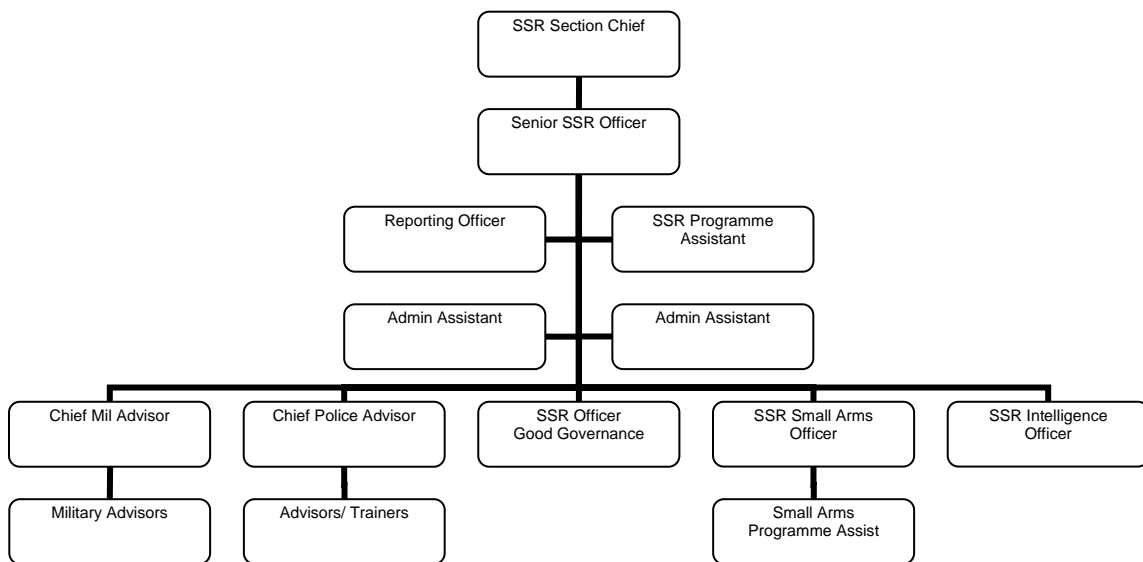 SSR Section Chief
Senior SSR Officer
Reporting Officer
SSR Programme
Assistant
Admin Assistant
Admin Assistant
Chief Mil Advisor
Chief Police Advisor
SSR Officer
Good Governance
SSR Small Arms
Officer
SSR Intelligence
Officer
Military Advisors
Advisors/ Trainers
Small Arms
Programme Assist